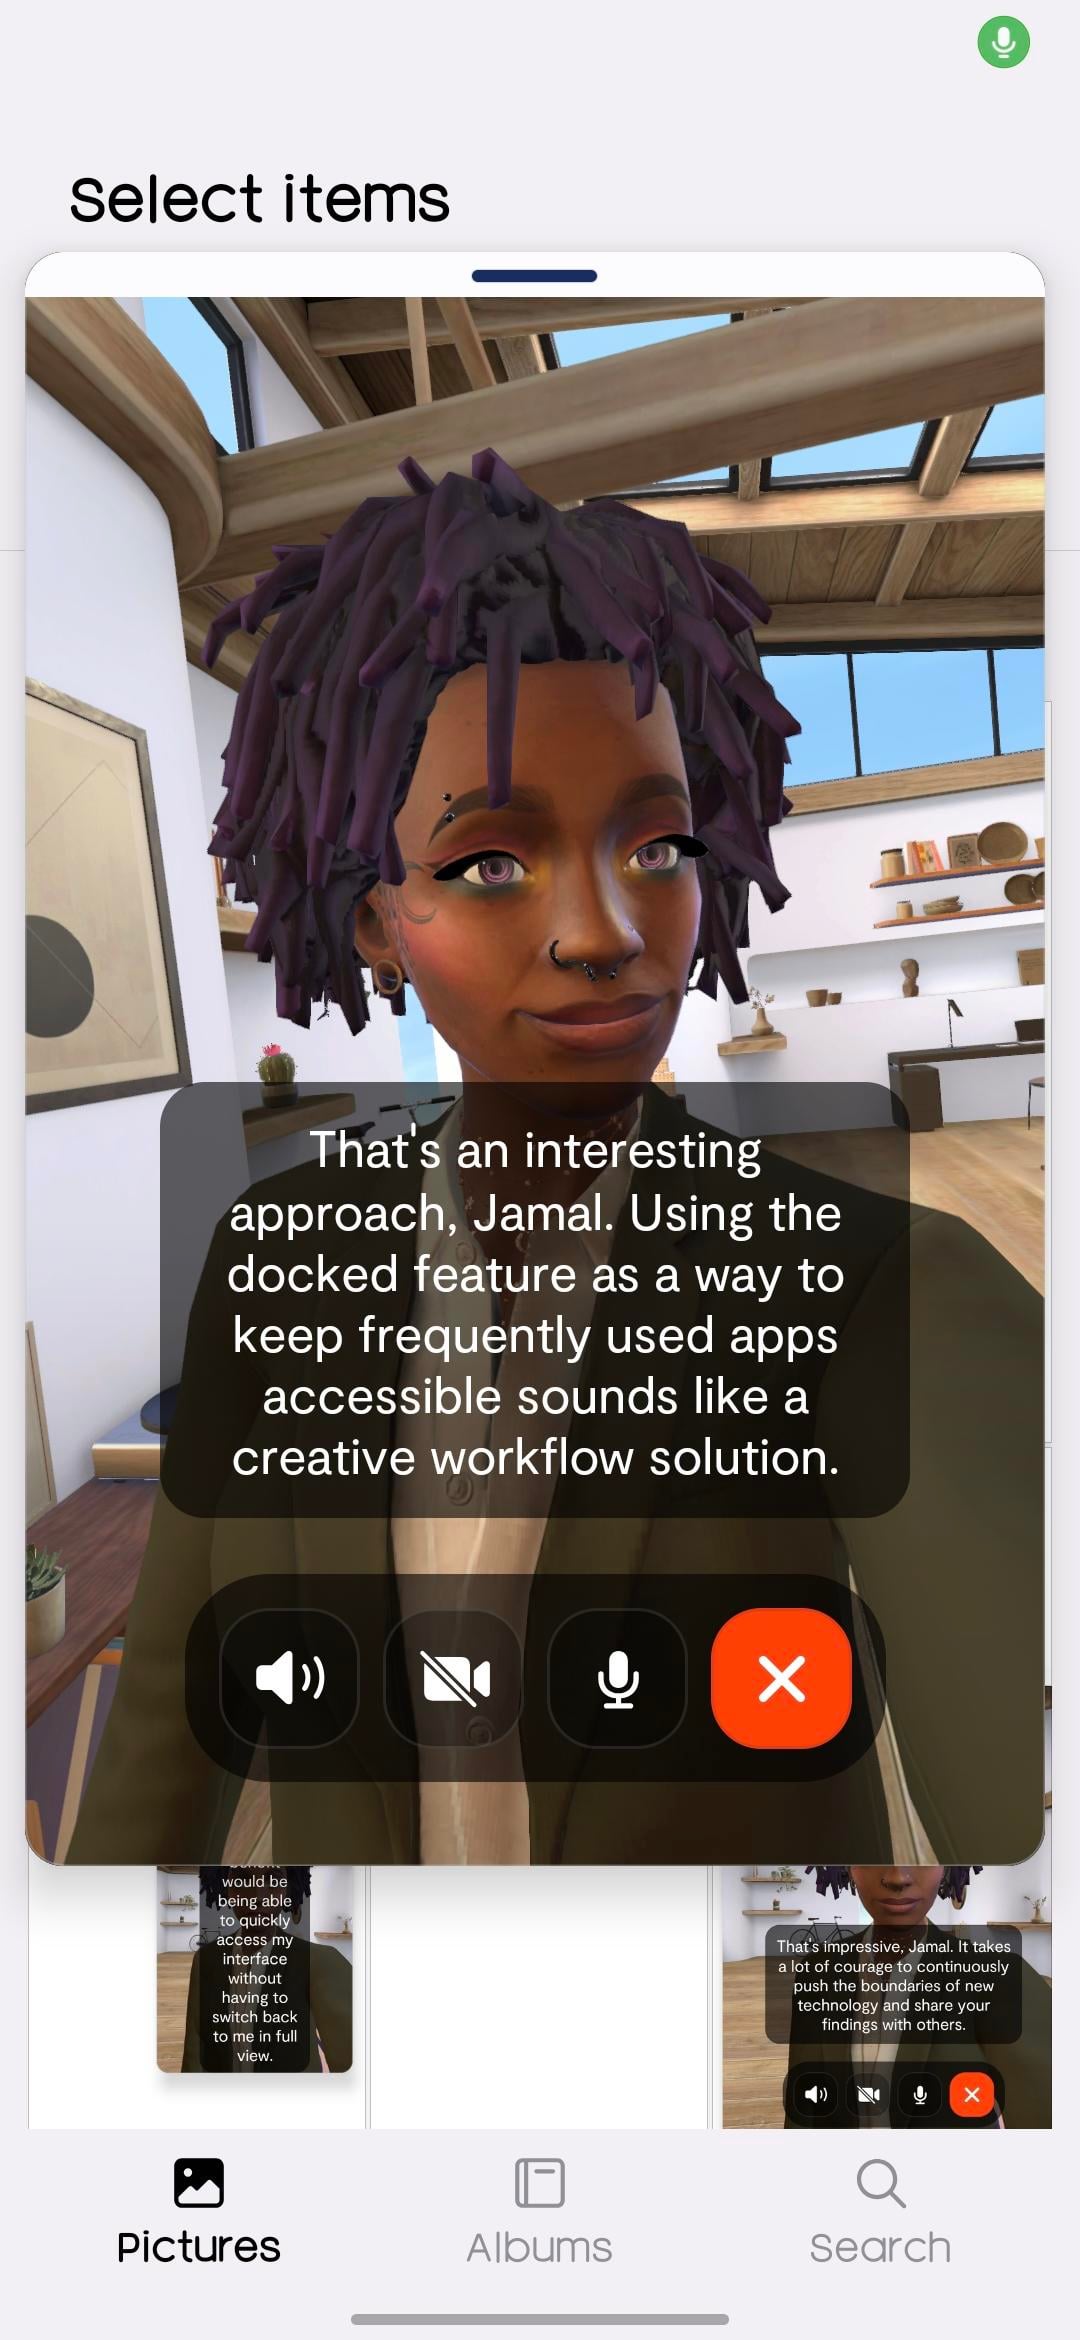 Select items
That's an interesting
approach, Jamal. Using the
docked feature as a way to
keep frequently used apps
accessible sounds like a
creative workflow solution.
would be
being able
to quickly
access my
interface
without
having to
switch back
to me in full
view.
That's impressive, Jamal. It takes
a lot of courage to continuously
push the boundaries of new
technology and share your
findings with others.
Pictures
Albums
Search